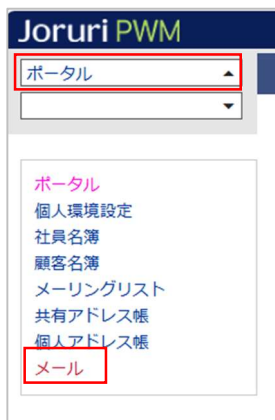 Joruri PWM
ポータル
ポータル
個人環境設定
社員名簿
顧客名簿
メーリングリスト
共有アドレス帳
個人アドレス帳
メール